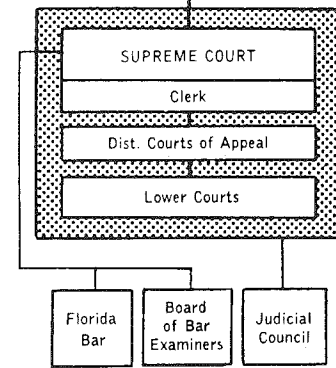 SUPREME COURT
Clerk
Dist. Courts of Appeal
Lower Courts
Florida
Bar
Board
of Bar
Examiners
Judicial
Council